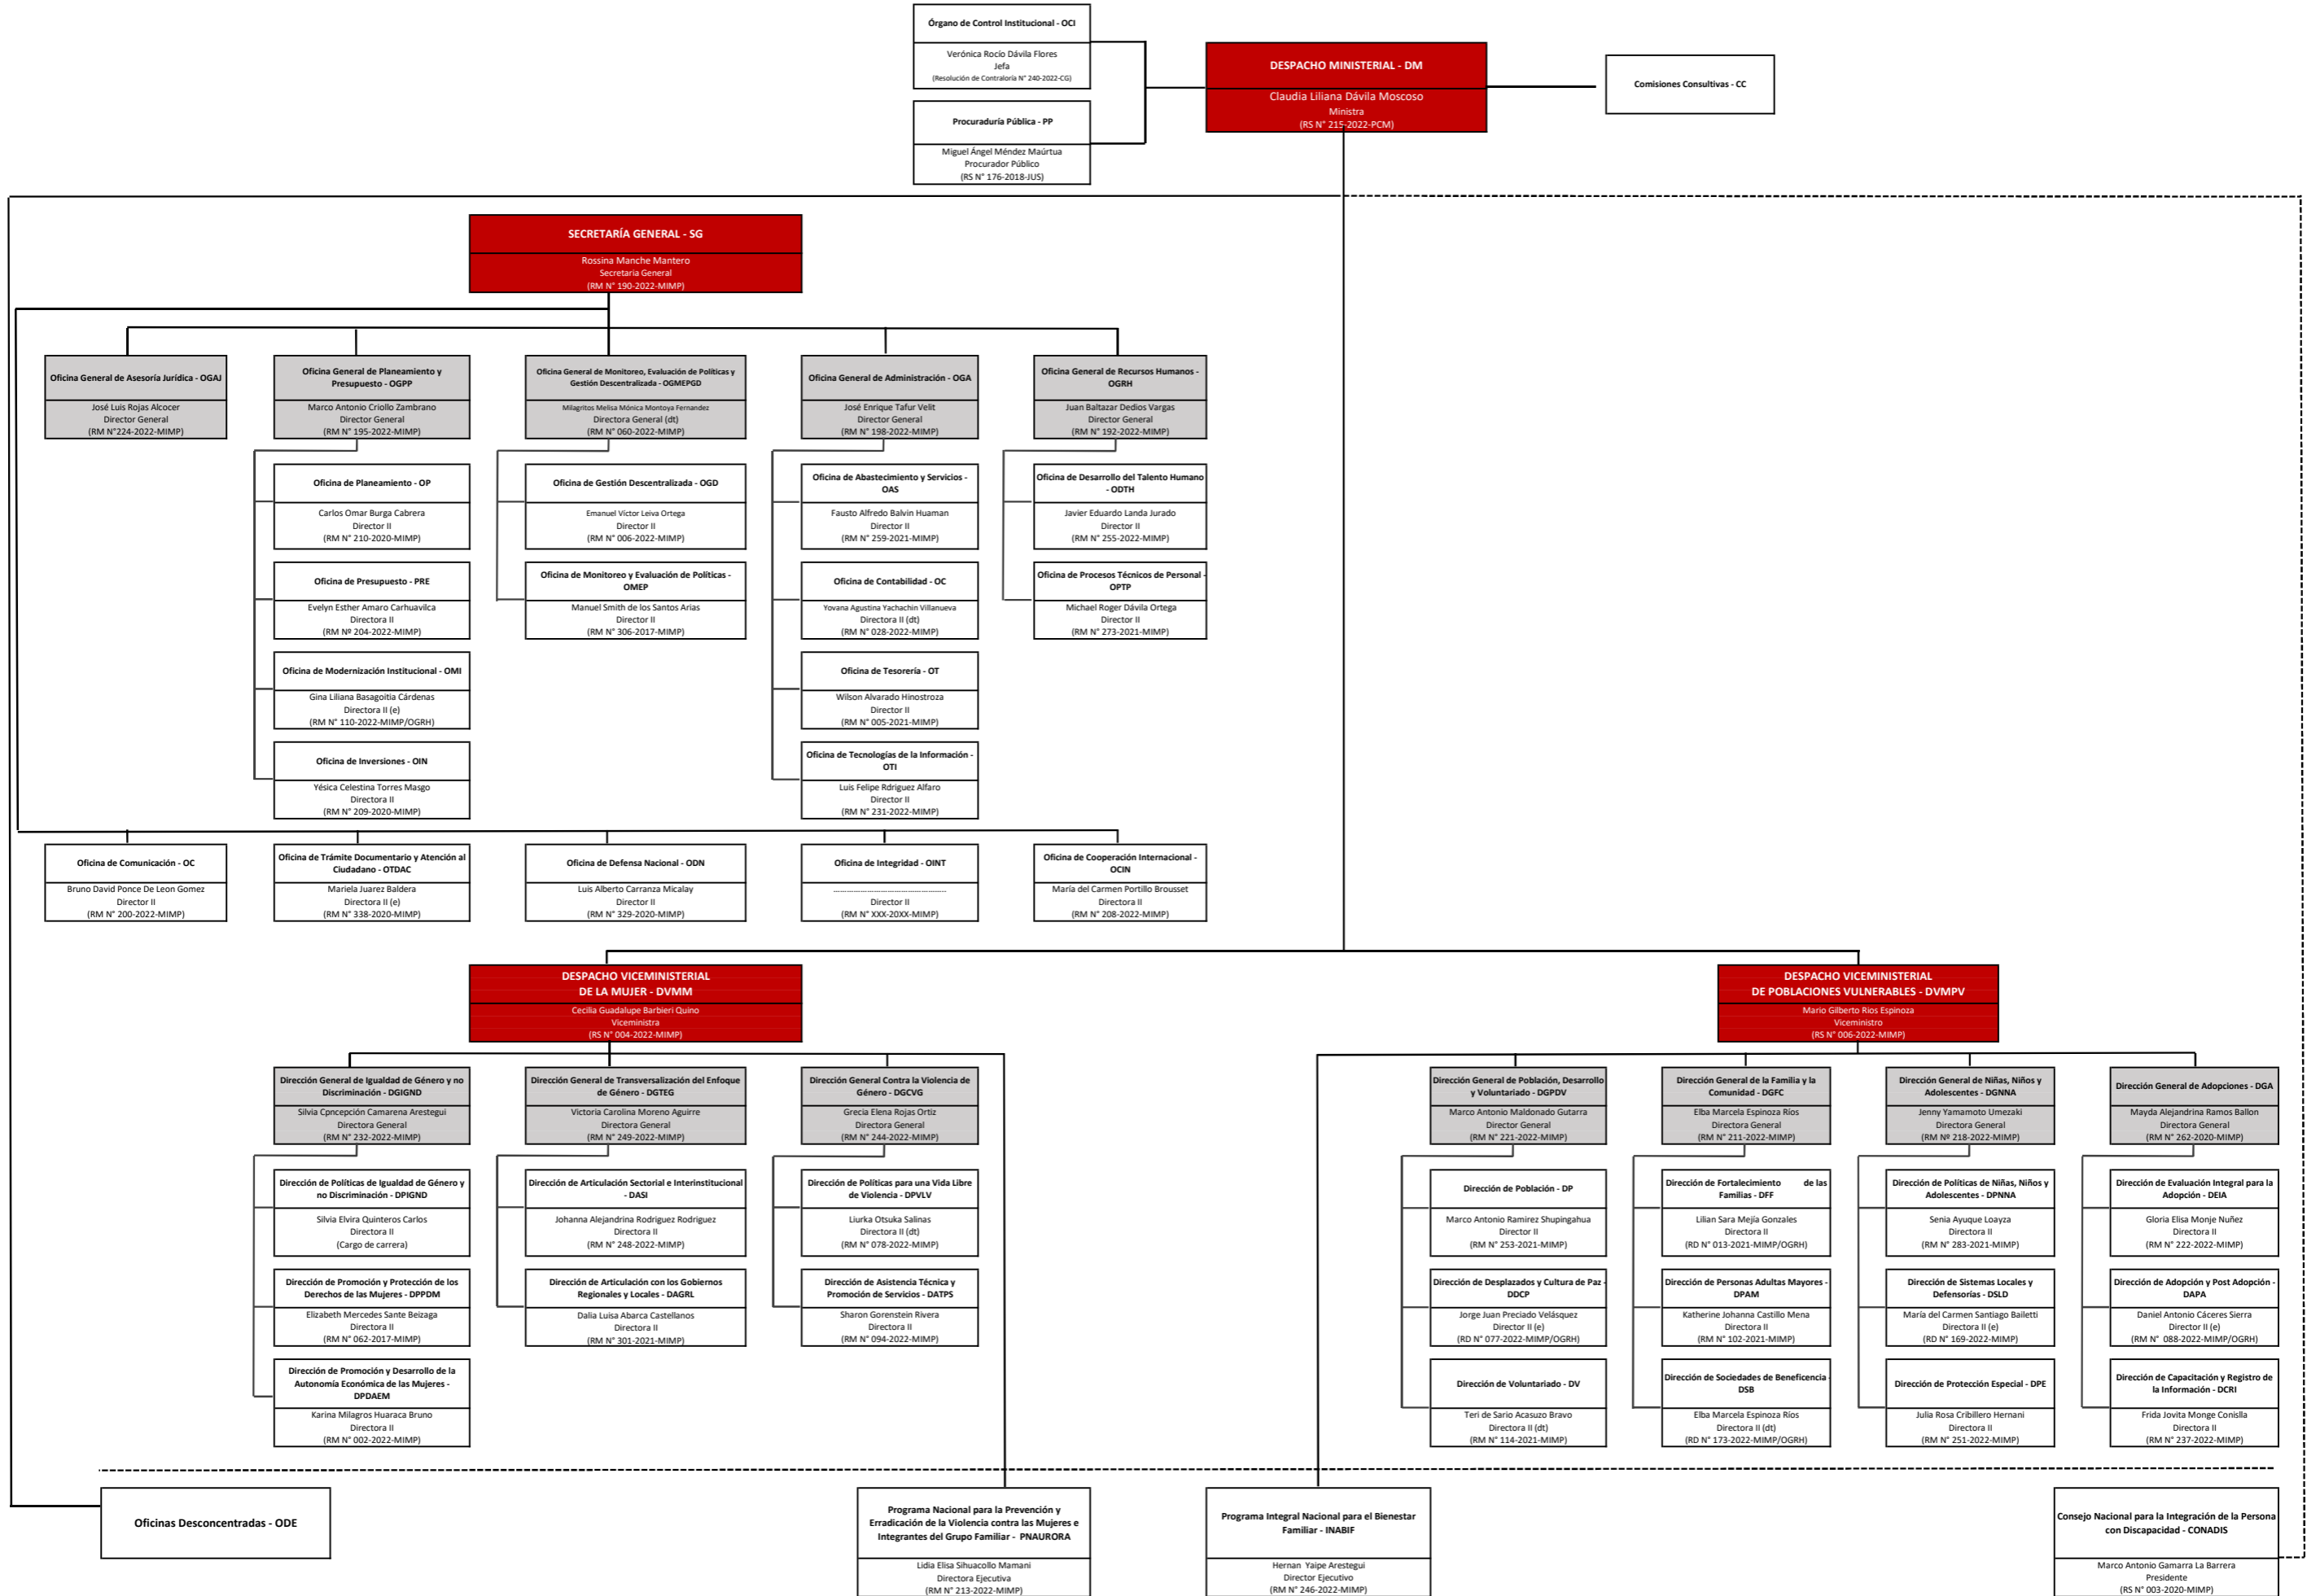 Órgano de Control Institucional - OCI
Verónica Rocío Dávila Flores
Jefa
(Resolución de Contraloría N° 240-2022-CG)
DESPACHO MINISTERIAL - DM
Claudia Liliana Dávila Moscoso
Ministra
(RS N° 215-2022-PCM)
Comisiones Consultivas - CC
Procuraduría Pública - PP
Miguel Ángel Méndez Maúrtua
Procurador Público
(RS N° 176-2018-JUS)
SECRETARÍA GENERAL - SG
Rossina Manche Mantero
Secretaria General
(RM N° 190-2022-MIMP)
Oficina General de Asesoría Jurídica - OGAJ
José Luis Rojas Alcocer
Director General
(RM N°224-2022-MIMP)
Oficina General de Planeamiento y
Presupuesto - OGPP
Marco Antonio Criollo Zambrano
Director General
(RM N° 195-2022-MIMP)
Oficina General de Monitoreo, Evaluación de Políticas y
Gestión Descentralizada - OGMEPGD
Milagritos Melisa Mónica Montoya Fernandez
Directora General (dt)
(RM N° 060-2022-MIMP)
Oficina General de Administración - OGA
José Enrique Tafur Velit
Director General
(RM N° 198-2022-MIMP)
Oficina General de Recursos Humanos -
OGRH
Juan Baltazar Dedios Vargas
Director General
(RM N° 192-2022-MIMP)
Oficina de Planeamiento - OP
Carlos Omar Burga Cabrera
Director II
(RM N° 210-2020-MIMP)
Oficina de Gestión Descentralizada - OGD
Emanuel Víctor Leiva Ortega
Director II
(RM N° 006-2022-MIMP)
Oficina de Abastecimiento y Servicios -
OAS
Fausto Alfredo Balvin Huaman
Director II
(RM N° 259-2021-MIMP)
Oficina de Desarrollo del Talento Humano
- ODTH
Javier Eduardo Landa Jurado
Director II
(RM N° 255-2022-MIMP)
Oficina de Presupuesto - PRE
Evelyn Esther Amaro Carhuavilca
Directora II
(RM Nº 204-2022-MIMP)
Oficina de Monitoreo y Evaluación de Políticas -
OMEP
Manuel Smith de los Santos Arias
Director II
(RM N° 306-2017-MIMP)
Oficina de Contabilidad - OC
Yovana Agustina Yachachin Villanueva
Directora II (dt)
(RM N° 028-2022-MIMP)
Oficina de Procesos Técnicos de Personal -
OPTP
Michael Roger Dávila Ortega
Director II
(RM N° 273-2021-MIMP)
Oficina de Modernización Institucional - OMI
Gina Liliana Basagoitia Cárdenas
Directora II (e)
(RM N° 110-2022-MIMP/OGRH)
Oficina de Tesorería - OT
Wilson Alvarado Hinostroza
Director II
(RM N° 005-2021-MIMP)
Oficina de Inversiones - OIN
Yésica Celestina Torres Masgo
Directora II
(RM N° 209-2020-MIMP)
Oficina de Tecnologías de la Información -
OTI
Luis Felipe Rdriguez Alfaro
Director II
(RM N° 231-2022-MIMP)
Oficina de Comunicación - OC
Bruno David Ponce De Leon Gomez
Director II
(RM N° 200-2022-MIMP)
Oficina de Trámite Documentario y Atención al
Ciudadano - OTDAC
Mariela Juarez Baldera
Directora II (e)
(RM N° 338-2020-MIMP)
Oficina de Defensa Nacional - ODN
Luis Alberto Carranza Micalay
Director II
(RM N° 329-2020-MIMP)
Oficina de Integridad - OINT
................................................
Director II
(RM N° XXX-20XX-MIMP)
Oficina de Cooperación Internacional -
OCIN
María del Carmen Portillo Brousset
Directora II
(RM N° 208-2022-MIMP)
DESPACHO VICEMINISTERIAL
DE LA MUJER - DVMM
Cecilia Guadalupe Barbieri Quino
Viceministra
(RS N° 004-2022-MIMP)
DESPACHO VICEMINISTERIAL
DE POBLACIONES VULNERABLES - DVMPV
Mario Gilberto Rios Espinoza
Viceministro
(RS N° 006-2022-MIMP)
Dirección General de Igualdad de Género y no
Discriminación - DGIGND
Silvia Cpncepción Camarena Arestegui
Directora General
(RM N° 232-2022-MIMP)
Dirección General de Transversalización del Enfoque
de Género - DGTEG
Victoria Carolina Moreno Aguirre
Directora General
(RM N° 249-2022-MIMP)
Dirección General Contra la Violencia de
Género - DGCVG
Grecia Elena Rojas Ortiz
Directora General
(RM N° 244-2022-MIMP)
Dirección General de Población, Desarrollo
y Voluntariado - DGPDV
Marco Antonio Maldonado Gutarra
Director General
(RM N° 221-2022-MIMP)
Dirección General de la Familia y la
Comunidad - DGFC
Elba Marcela Espinoza Ríos
Directora General
(RM N° 211-2022-MIMP)
Dirección General de Niñas, Niños y
Adolescentes - DGNNA
Jenny Yamamoto Umezaki
Directora General
(RM Nº 218-2022-MIMP)
Dirección General de Adopciones - DGA
Mayda Alejandrina Ramos Ballon
Directora General
(RM N° 262-2020-MIMP)
Dirección de Políticas de Igualdad de Género y
no Discriminación - DPIGND
Silvia Elvira Quinteros Carlos
Directora II
(Cargo de carrera)
Dirección de Articulación Sectorial e Interinstitucional
- DASI
Johanna Alejandrina Rodriguez Rodriguez
Directora II
(RM N° 248-2022-MIMP)
Dirección de Políticas para una Vida Libre
de Violencia - DPVLV
Liurka Otsuka Salinas
Directora II (dt)
(RM N° 078-2022-MIMP)
Dirección de Población - DP
Marco Antonio Ramirez Shupingahua
Director II
(RM N° 253-2021-MIMP)
Dirección de Fortalecimiento de las
Familias - DFF
Lilian Sara Mejía Gonzales
Directora II
(RD N° 013-2021-MIMP/OGRH)
Dirección de Políticas de Niñas, Niños y
Adolescentes - DPNNA
Senia Ayuque Loayza
Directora II
(RM N° 283-2021-MIMP)
Dirección de Evaluación Integral para la
Adopción - DEIA
Gloria Elisa Monje Nuñez
Directora II
(RM N° 222-2022-MIMP)
Dirección de Promoción y Protección de los
Derechos de las Mujeres - DPPDM
Elizabeth Mercedes Sante Beizaga
Directora II
(RM N° 062-2017-MIMP)
Dirección de Articulación con los Gobiernos
Regionales y Locales - DAGRL
Dalia Luisa Abarca Castellanos
Directora II
(RM N° 301-2021-MIMP)
Dirección de Asistencia Técnica y
Promoción de Servicios - DATPS
Sharon Gorenstein Rivera
Directora II
(RM N° 094-2022-MIMP)
Dirección de Desplazados y Cultura de Paz -
DDCP
Jorge Juan Preciado Velásquez
Director II (e)
(RD N° 077-2022-MIMP/OGRH)
Dirección de Personas Adultas Mayores -
DPAM
Katherine Johanna Castillo Mena
Directora II
(RM N° 102-2021-MIMP)
Dirección de Sistemas Locales y
Defensorías - DSLD
María del Carmen Santiago Bailetti
Directora II (e)
(RD N° 169-2022-MIMP)
Dirección de Adopción y Post Adopción -
DAPA
Daniel Antonio Cáceres Sierra
Director II (e)
(RM N° 088-2022-MIMP/OGRH)
Dirección de Promoción y Desarrollo de la
Autonomía Económica de las Mujeres -
DPDAEM
Karina Milagros Huaraca Bruno
Directora II
(RM N° 002-2022-MIMP)
Dirección de Voluntariado - DV
Teri de Sario Acasuzo Bravo
Directora II (dt)
(RM N° 114-2021-MIMP)
Dirección de Sociedades de Beneficencia -
DSB
Elba Marcela Espinoza Ríos
Directora II (dt)
(RD N° 173-2022-MIMP/OGRH)
Dirección de Protección Especial - DPE
Julia Rosa Cribillero Hernani
Directora II
(RM N° 251-2022-MIMP)
Dirección de Capacitación y Registro de
la Información - DCRI
Frida Jovita Monge Conislla
Directora II
(RM N° 237-2022-MIMP)
Oficinas Desconcentradas - ODE
Programa Nacional para la Prevención y
Erradicación de la Violencia contra las Mujeres e
Integrantes del Grupo Familiar - PNAURORA
Lidia Elisa Sihuacollo Mamani
Directora Ejecutiva
(RM N° 213-2022-MIMP)
Programa Integral Nacional para el Bienestar
Familiar - INABIF
Hernan Yaipe Arestegui
Director Ejecutivo
(RM N° 246-2022-MIMP)
Consejo Nacional para la Integración de la Persona
con Discapacidad - CONADIS
Marco Antonio Gamarra La Barrera
Presidente
(RS N° 003-2020-MIMP)